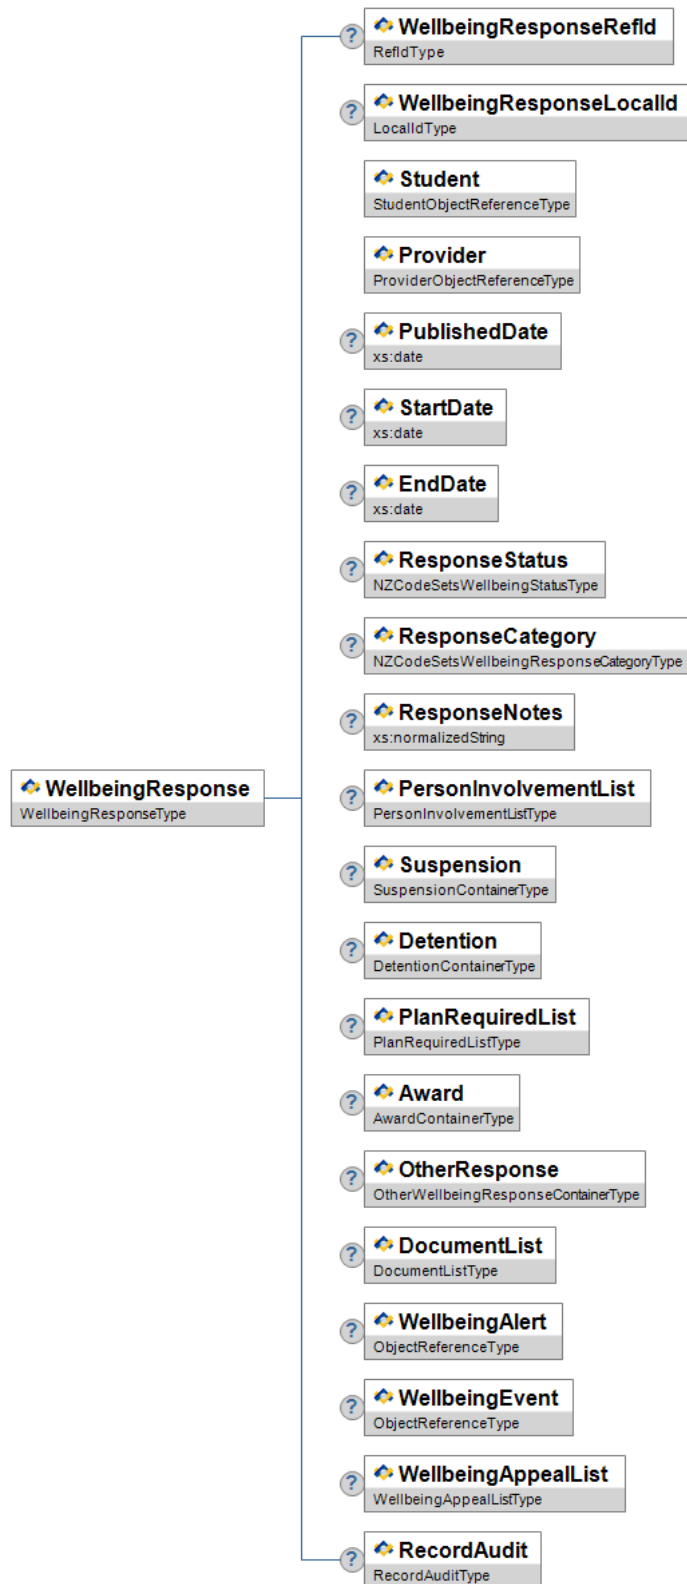 ?
WellbeingResponseRefId
RefIdType
?
WellbeingResponseLocalId
LocalIdType
Student
StudentObjectReferenceType
Provider
ProviderObjectReferenceType
?
PublishedDate
xs:date
?
StartDate
xs:date
?
EndDate
xs:date
?
ResponseStatus
NZCodeSetsWellbeingStatusType
?
ResponseCategory
NZCodeSetsWellbeingResponseCategoryType
?
ResponseNotes
xs:normalizedString
WellbeingResponse
WellbeingResponseType
?
PersonInvolvementList
PersonInvolvementListType
?
Suspension
SuspensionContainerType
?
Detention
DetentionContainerType
?
PlanRequiredList
PlanRequiredListType
?
Award
AwardContainerType
?
OtherResponse
OtherWellbeingResponseContainerType
?
DocumentList
DocumentListType
?
WellbeingAlert
ObjectReferenceType
?
WellbeingEvent
ObjectReferenceType
?
WellbeingAppealList
WellbeingAppealListType
?
RecordAudit
RecordAuditType